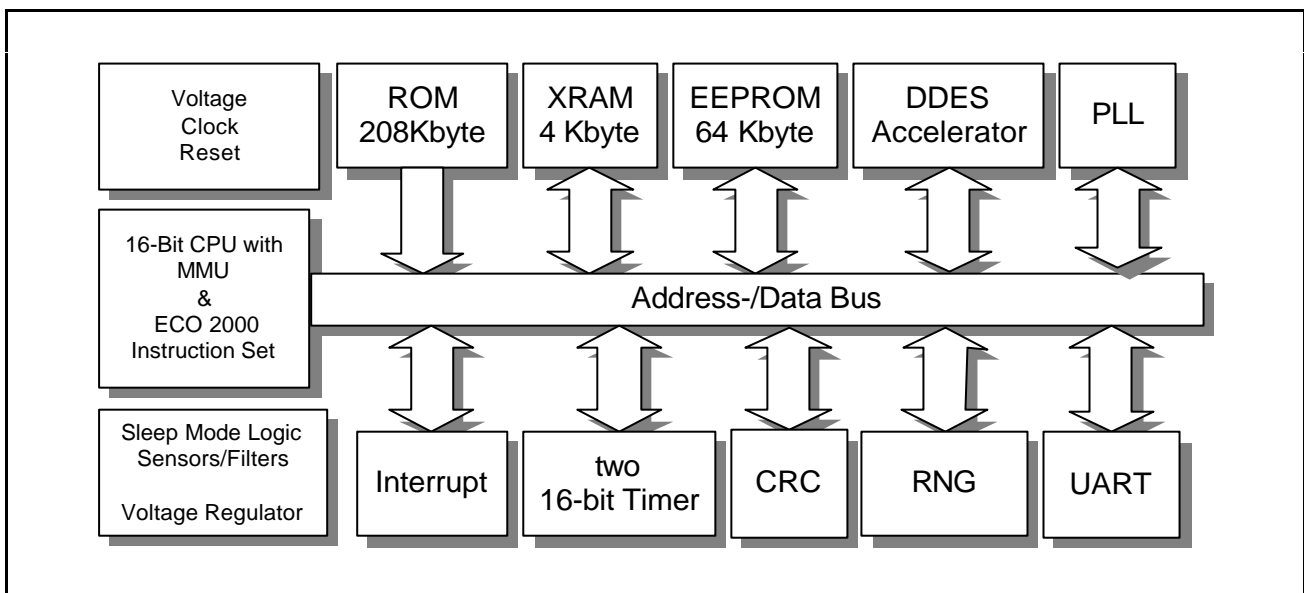 Voltage
Clock
Reset
ROM
208Kbyte
XRAM
4 Kbyte
EEPROM
64 Kbyte
DDES
Accelerator
PLL
16-Bit CPU with
MMU
&
ECO 2000
Instruction Set
Address-/Data Bus
Sleep Mode Logic
Sensors/Filters
Voltage Regulator
Interrupt
two
16-bit Timer
CRC
RNG
UART